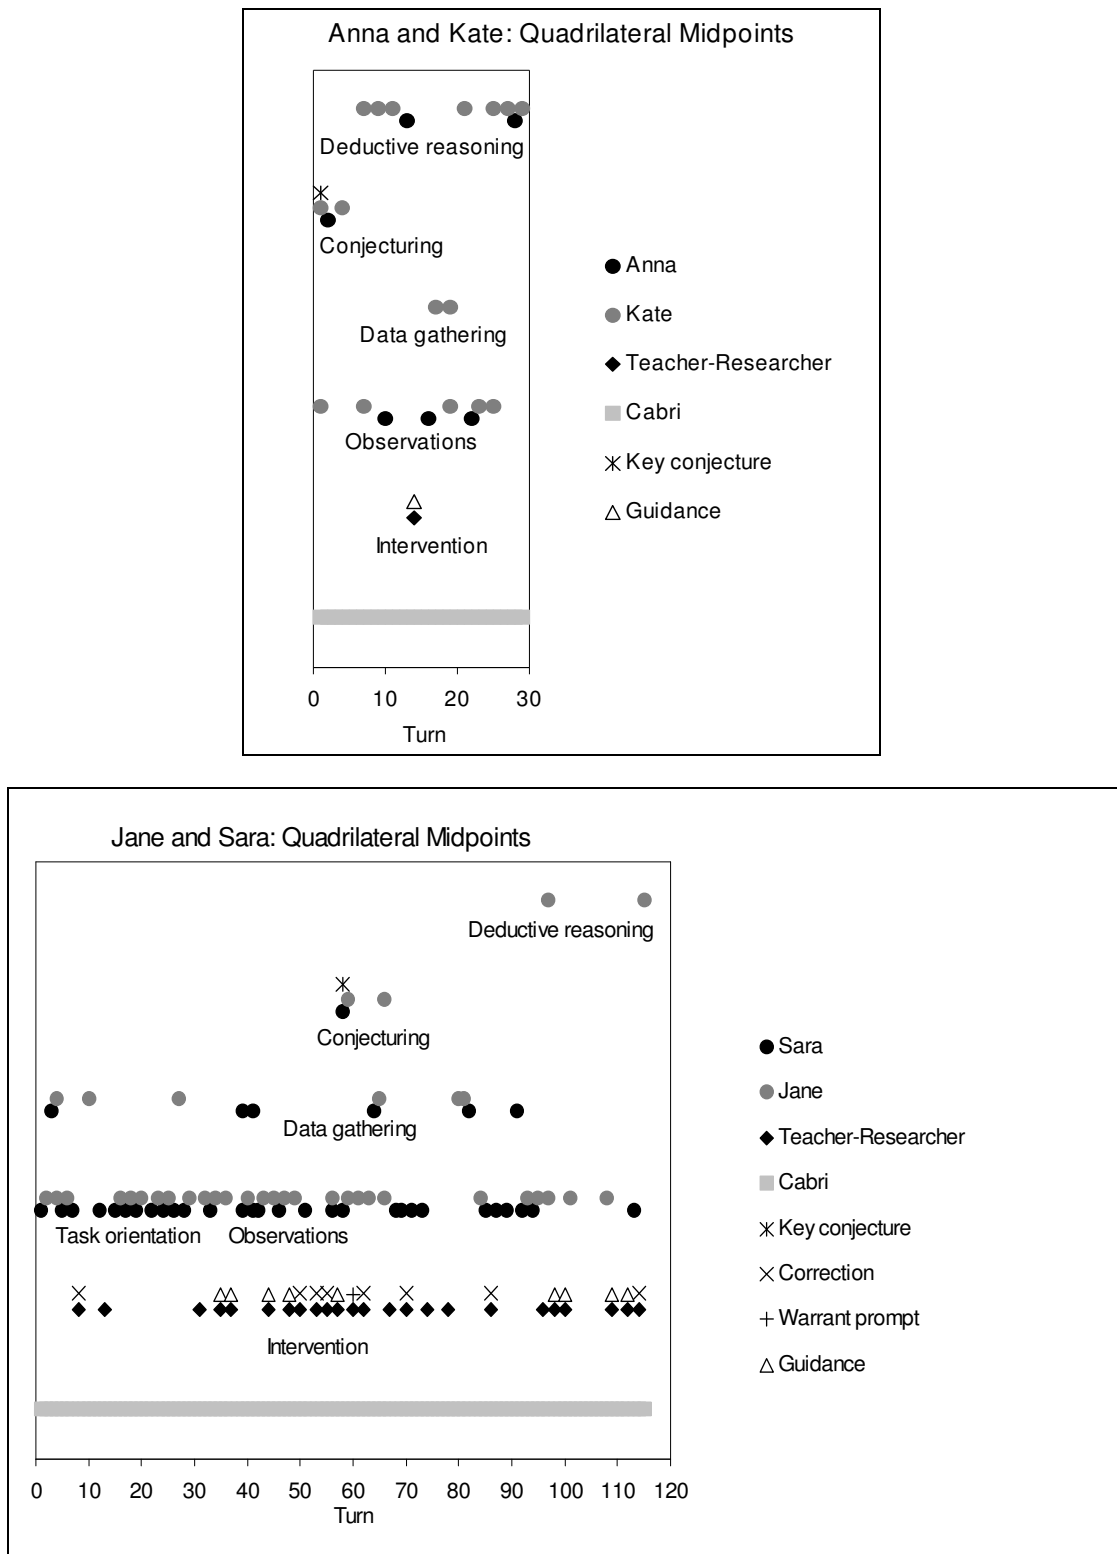 Anna and Kate: Quadrilateral Midpoints
Deductive reasoning
Conjecturing
Data gathering
Observations
Intervention
0 10 20 30
Turn
Anna
Kate
Teacher-Researcher
Cabri
Key conjecture
Guidance
Jane and Sara: Quadrilateral Midpoints
Deductive reasoning
Conjecturing
Data gathering
Task orientation Observations
Intervention
0 10 20 30 40 50 60 70 80 90 100 110 120
Turn
Sara
Jane
Teacher-Researcher
Cabri
Key conjecture
Correction
Warrant prompt
Guidance